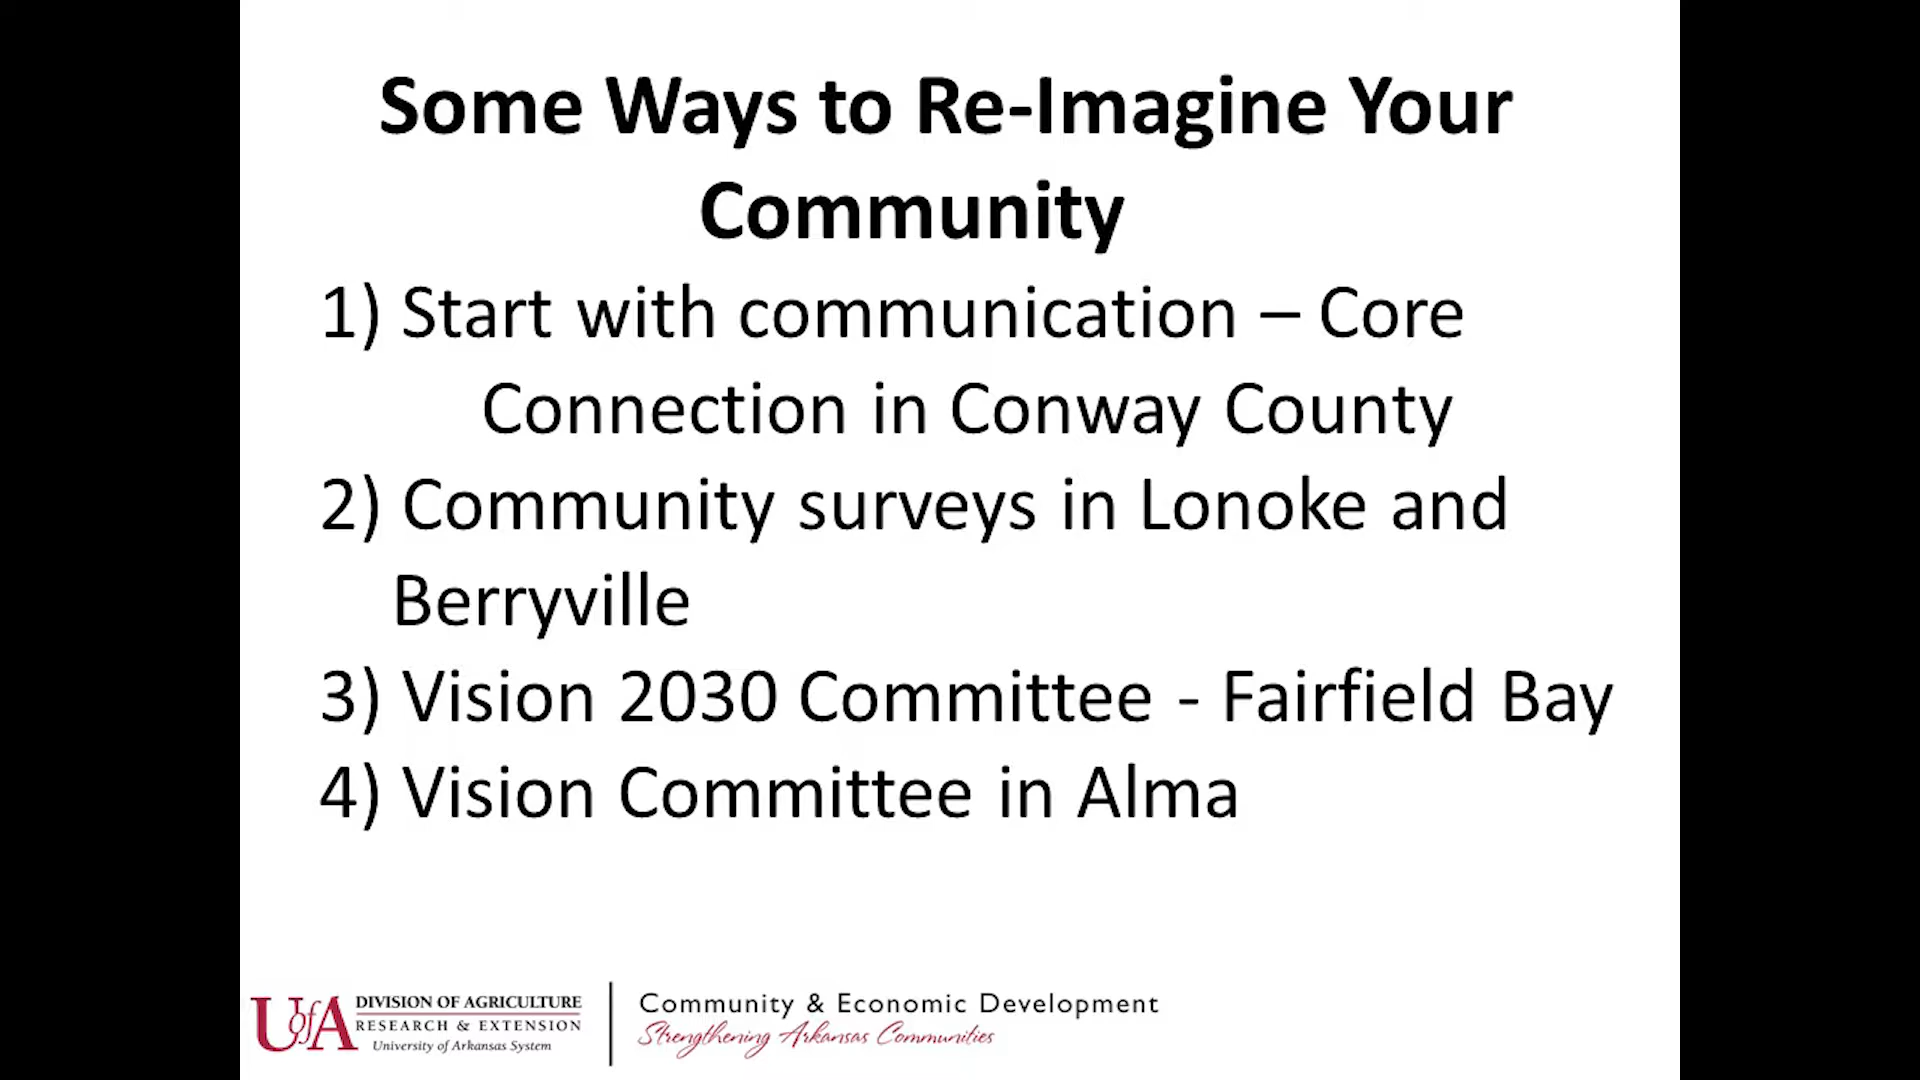 Some Ways to Re-Imagine Your
Community
1) Start with communication – Core
Connection in Conway County
2) Community surveys in Lonoke and
Berryville
3) Vision 2030 Committee - Fairfield Bay
4) Vision Committee in Alma
UofA
DIVISION OF AGRICULTURE
RESEARCH & EXTENSION
University of Arkansas System
Community & Economic Development
Strengthening Arkansas Communities